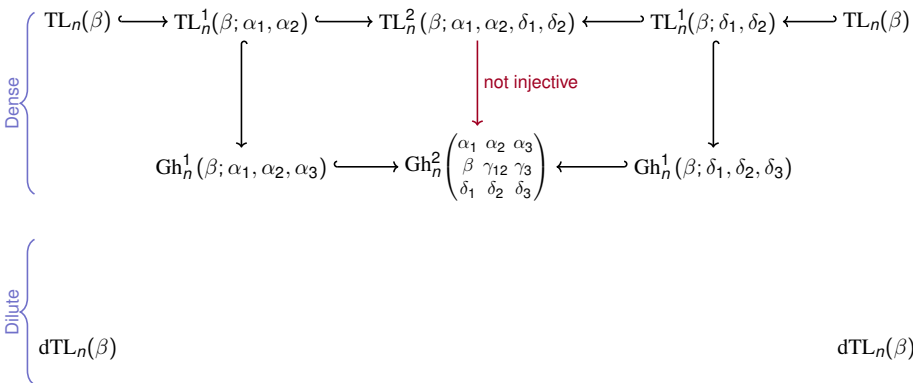 Dense
TLₙ(β) TL¹ₙ(β; α₁, α₂) TL²ₙ(β; α₁, α₂, δ₁, δ₂) TL¹ₙ(β; δ₁, δ₂) TLₙ(β)
not injective
Gh¹ₙ(β; α₁, α₂, α₃) Gh²ₙ(α₁ α₂ α₃
β γ₁₂ γ₃
δ₁ δ₂ δ₃) Gh¹ₙ(β; δ₁, δ₂, δ₃)
Dilute
dTLₙ(β) dTLₙ(β)